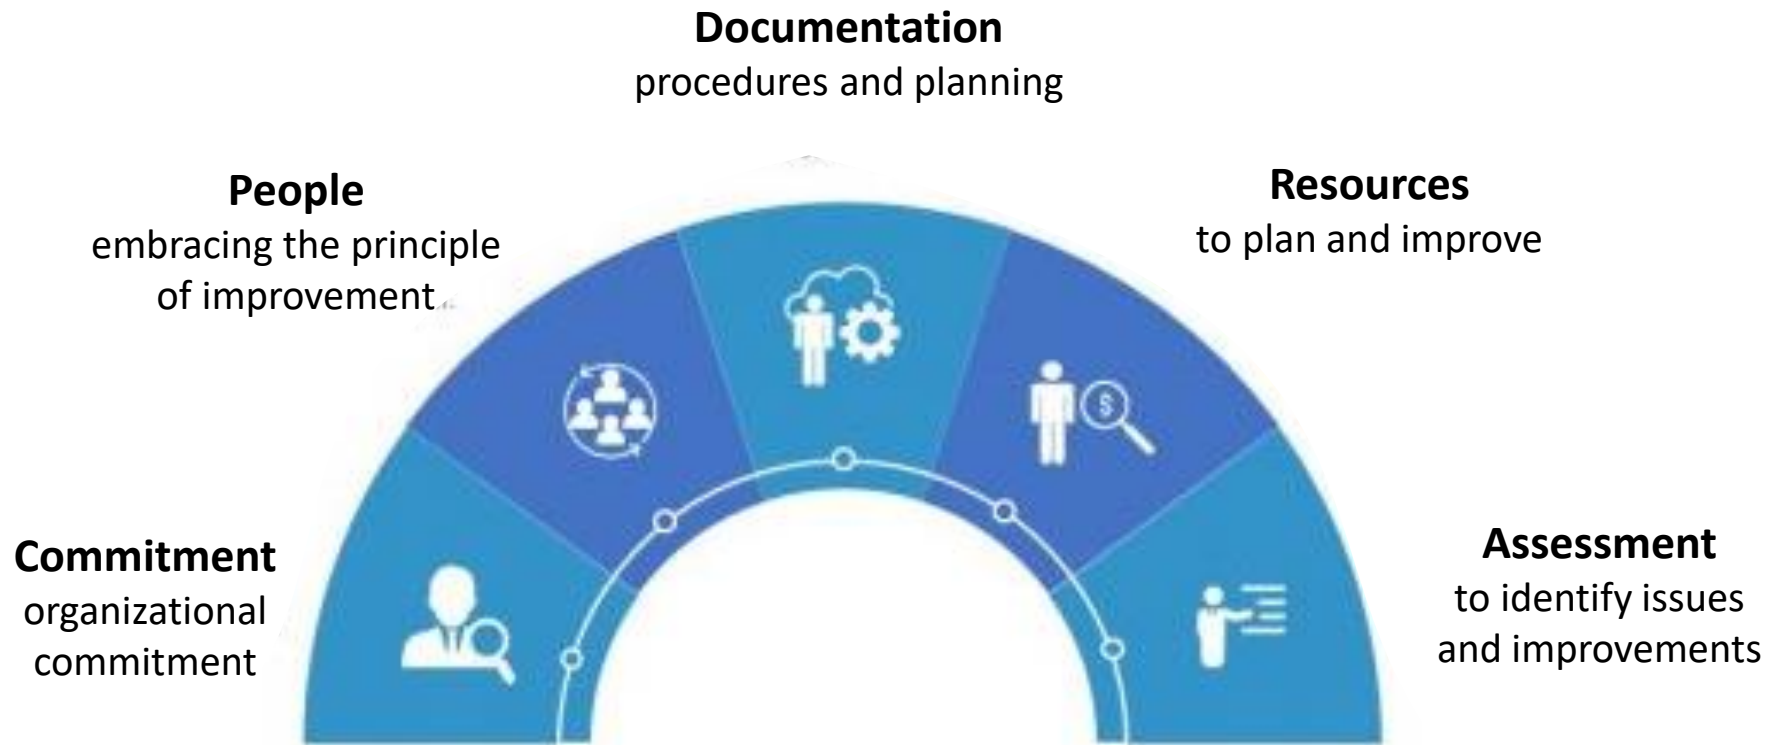 Documentation
procedures and planning
People
embracing the principle
of improvement
Resources
to plan and improve
Commitment
organizational
commitment
Assessment
to identify issues
and improvements
$